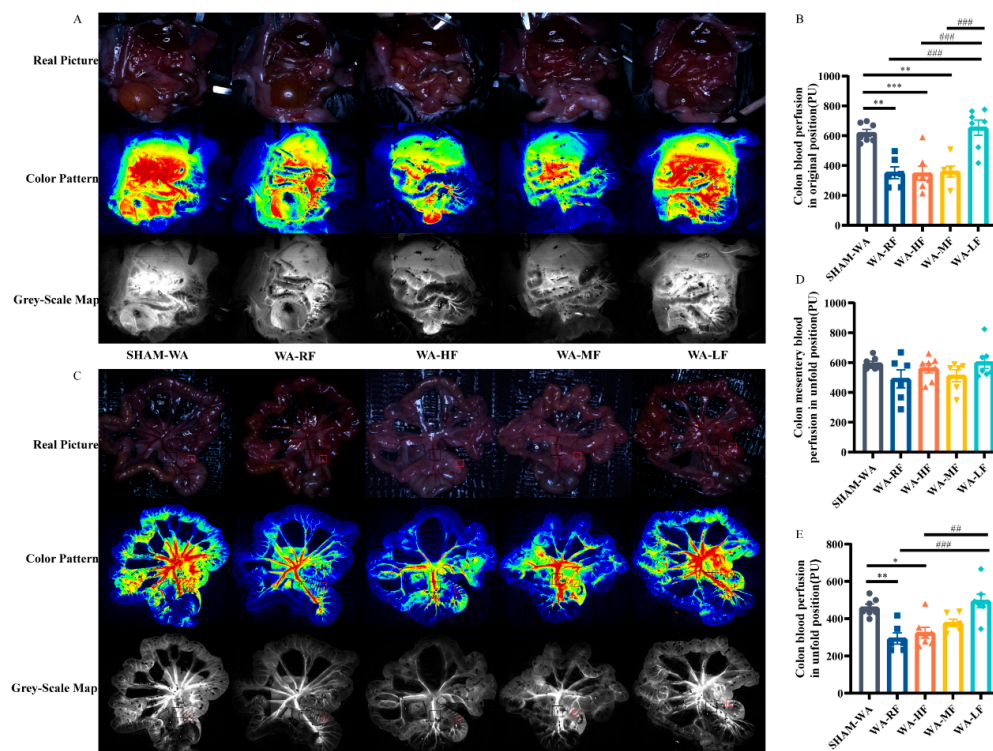 A
Real Picture
Color Pattern
Grey-Scale Map
SHAM-WA WA-RF WA-HF WA-MF WA-LF
C
Real Picture
Color Pattern
Grey-Scale Map
B
###
###
###
**
***
**
Colon blood perfusion
in original position(PU)
1000
800
600
400
200
0
SHAM-WA
WA-RF
WA-HF
WA-MF
WA-LF
D
Colon mesentery blood
perfusion in unfold position(PU)
1000
800
600
400
200
0
SHAM-WA
WA-RF
WA-HF
WA-MF
WA-LF
E
##
###
*
**
Colon blood perfusion
in unfold position(PU)
800
600
400
200
0
SHAM-WA
WA-RF
WA-HF
WA-MF
WA-LF